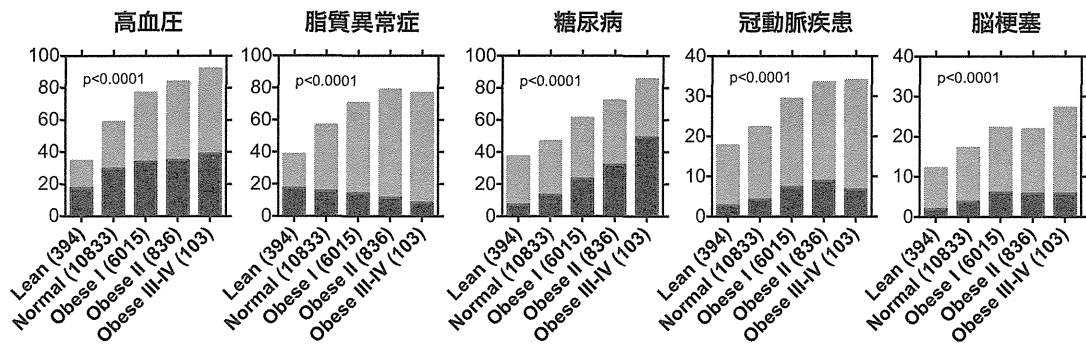 高血圧
100
80
60
40
20
0
p<0.0001
Lean (394)
Normal (10833)
Obese I (6015)
Obese II (836)
Obese III-IV (103)
脂質異常症
100
80
60
40
20
0
p<0.0001
Lean (394)
Normal (10833)
Obese I (6015)
Obese II (836)
Obese III-IV (103)
糖尿病
100
80
60
40
20
0
p<0.0001
Lean (394)
Normal (10833)
Obese I (6015)
Obese II (836)
Obese III-IV (103)
冠動脈疾患
40
30
20
10
0
p<0.0001
Lean (394)
Normal (10833)
Obese I (6015)
Obese II (836)
Obese III-IV (103)
脳梗塞
40
30
20
10
0
p<0.0001
Lean (394)
Normal (10833)
Obese I (6015)
Obese II (836)
Obese III-IV (103)